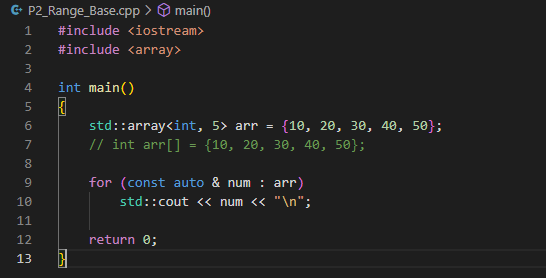 P2_Range_Base.cpp > main()
1 #include <iostream>
2 #include <array>
3
4 int main()
5 {
6     std::array<int, 5> arr = {10, 20, 30, 40, 50};
7     // int arr[] = {10, 20, 30, 40, 50};
8
9     for (const auto & num : arr)
10         std::cout << num << "\n";
11
12     return 0;
13 }